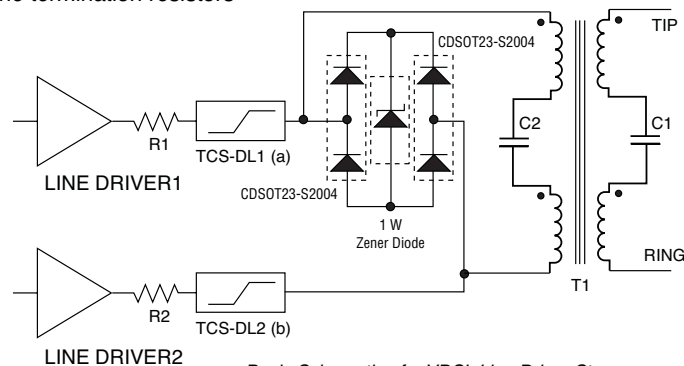 CDSOT23-S2004
TIP
R1
TCS-DL1 (a)
C2
C1
LINE DRIVER1
CDSOT23-S2004
1 W
Zener Diode
RING
T1
R2
TCS-DL2 (b)
LINE DRIVER2